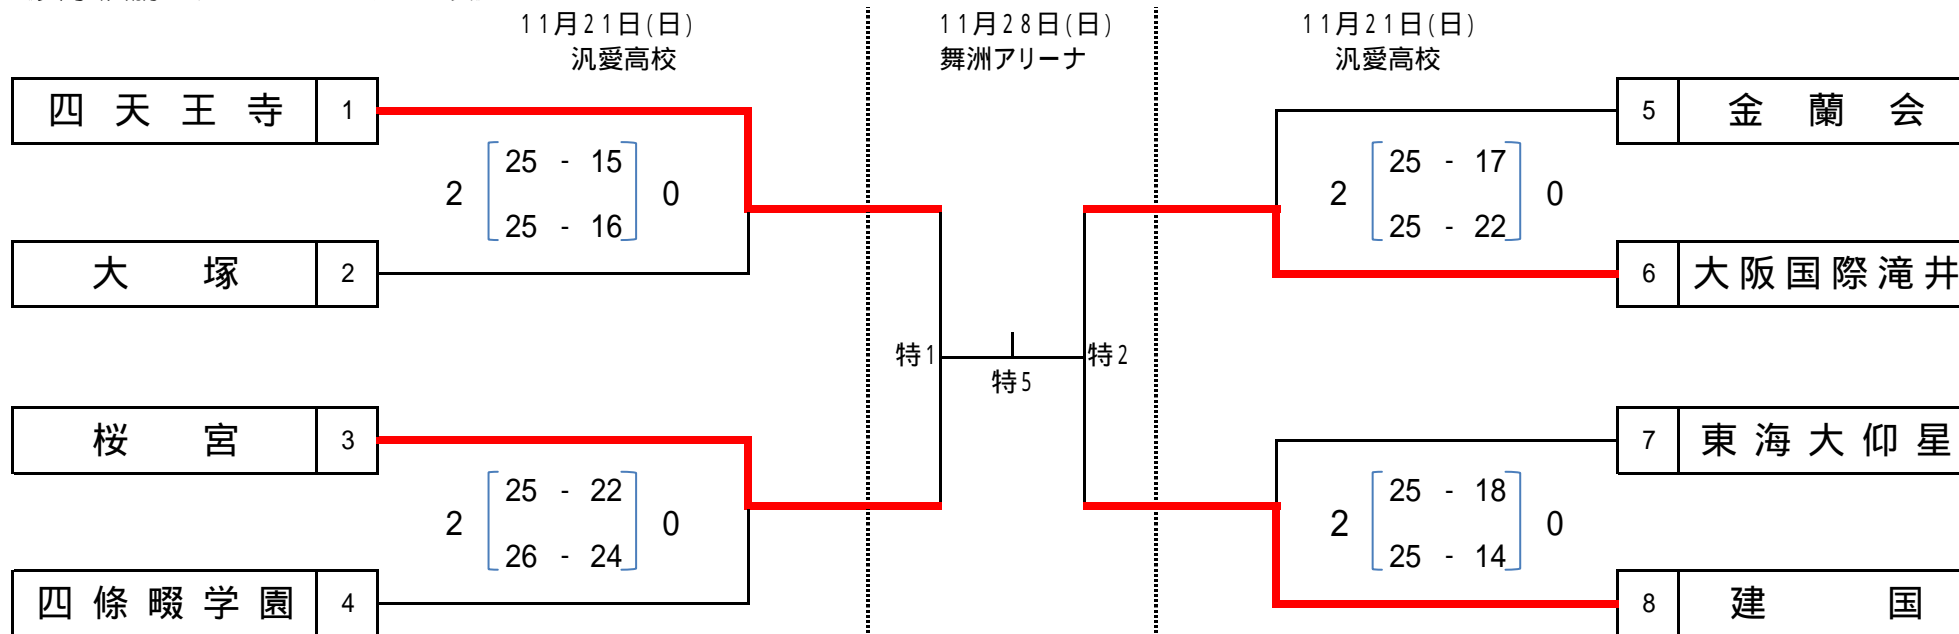 11月21日(日)
汎愛高校
11月28日(日)
舞洲アリーナ
11月21日(日)
汎愛高校
四天王寺 1
2 25 - 15 0
25 - 16
大塚 2
桜宮 3
2 25 - 22 0
26 - 24
四條畷学園 4
特1
特5
特2
5 金蘭会
2 25 - 17 0
25 - 22
6 大阪国際滝井
7 東海大仰星
2 25 - 18 0
25 - 14
8 建国